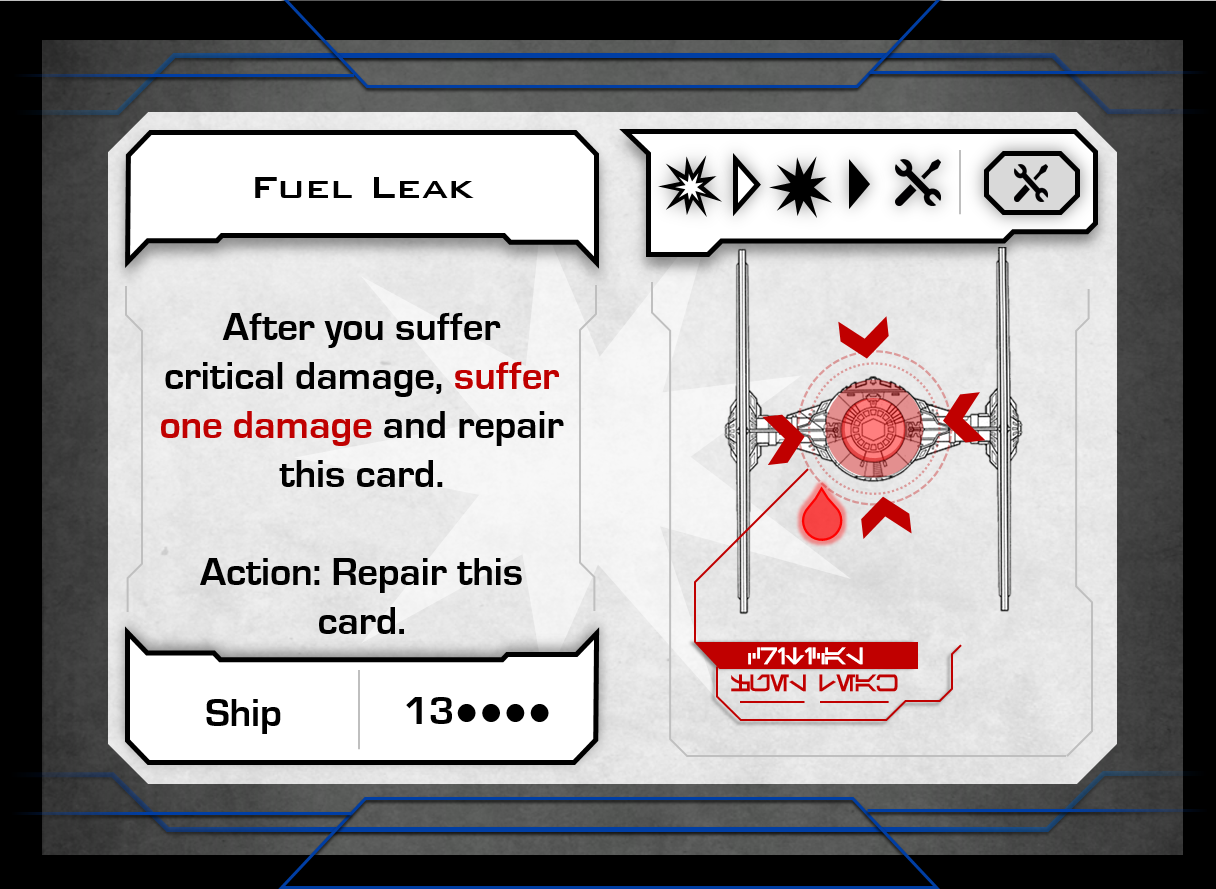 Fuel Leak
After you suffer
critical damage, suffer
one damage and repair
this card.
Action: Repair this
card.
Ship
13●●●●